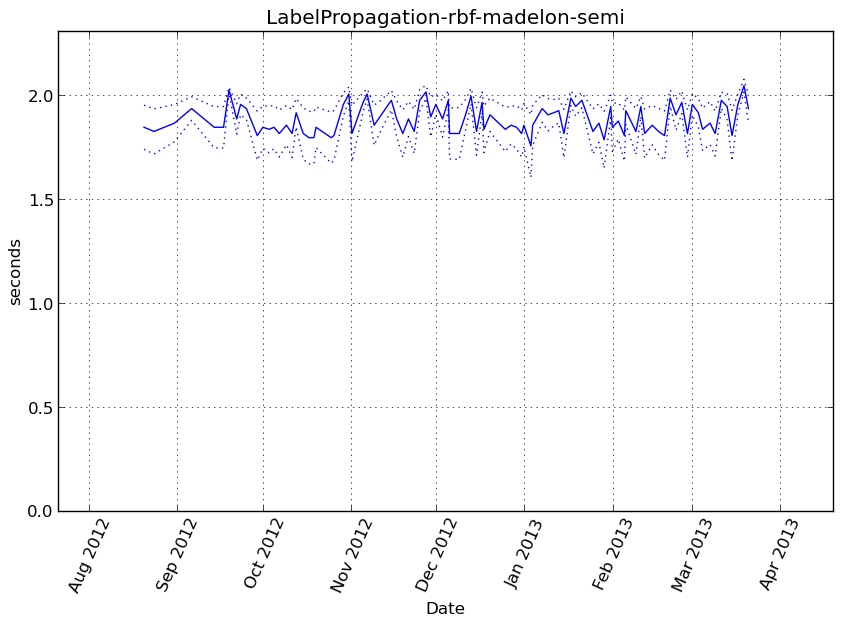 LabelPropagation-rbf-madelon-semi
2.0
1.5
1.0
0.5
0.0
seconds
Aug 2012
Sep 2012
Oct 2012
Nov 2012
Dec 2012
Jan 2013
Feb 2013
Mar 2013
Apr 2013
Date